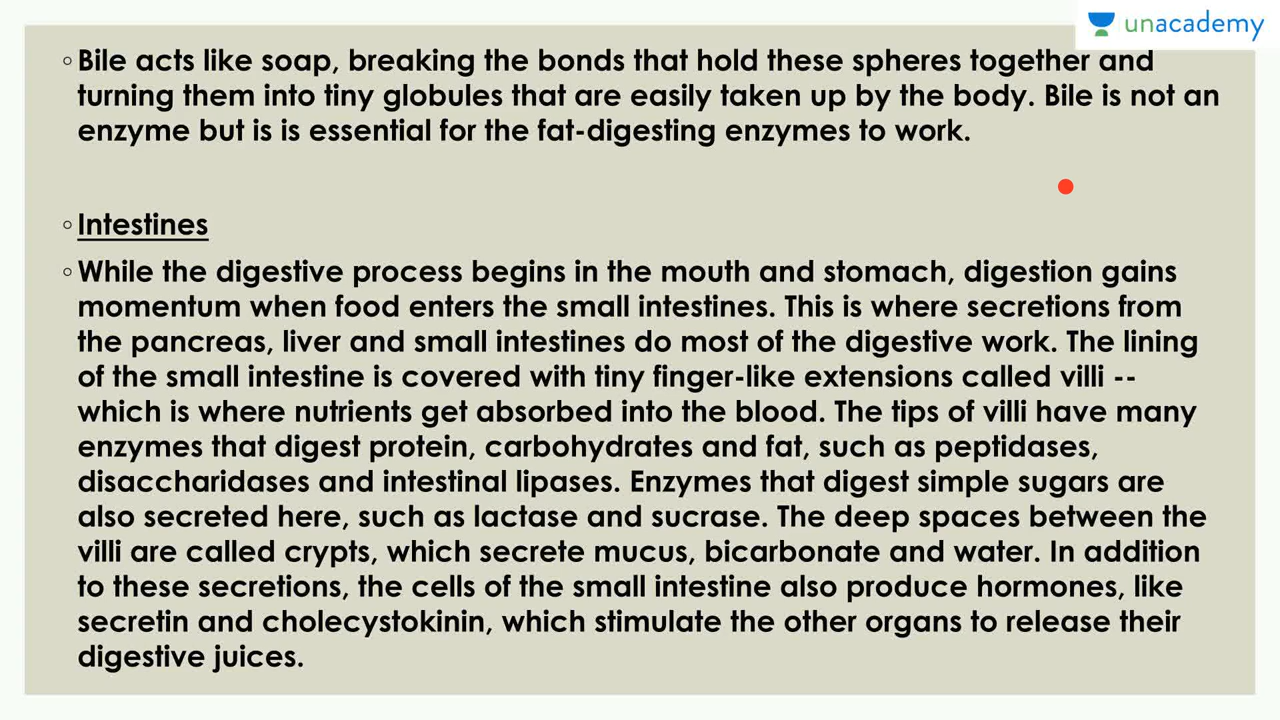 unacademy
◦ Bile acts like soap, breaking the bonds that hold these spheres together and
turning them into tiny globules that are easily taken up by the body. Bile is not an
enzyme but is is essential for the fat-digesting enzymes to work.
◦ Intestines
◦ While the digestive process begins in the mouth and stomach, digestion gains
momentum when food enters the small intestines. This is where secretions from
the pancreas, liver and small intestines do most of the digestive work. The lining
of the small intestine is covered with tiny finger-like extensions called villi --
which is where nutrients get absorbed into the blood. The tips of villi have many
enzymes that digest protein, carbohydrates and fat, such as peptidases,
disaccharidases and intestinal lipases. Enzymes that digest simple sugars are
also secreted here, such as lactase and sucrase. The deep spaces between the
villi are called crypts, which secrete mucus, bicarbonate and water. In addition
to these secretions, the cells of the small intestine also produce hormones, like
secretin and cholecystokinin, which stimulate the other organs to release their
digestive juices.